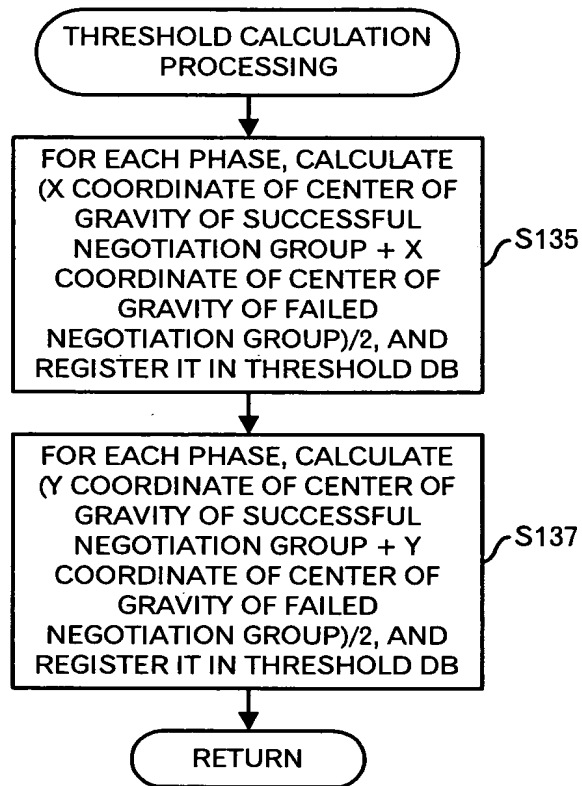 THRESHOLD CALCULATION
PROCESSING
FOR EACH PHASE, CALCULATE
(X COORDINATE OF CENTER OF
GRAVITY OF SUCCESSFUL
NEGOTIATION GROUP + X
COORDINATE OF CENTER OF
GRAVITY OF FAILED
NEGOTIATION GROUP)/2, AND
REGISTER IT IN THRESHOLD DB
S135
FOR EACH PHASE, CALCULATE
(Y COORDINATE OF CENTER OF
GRAVITY OF SUCCESSFUL
NEGOTIATION GROUP + Y
COORDINATE OF CENTER OF
GRAVITY OF FAILED
NEGOTIATION GROUP)/2, AND
REGISTER IT IN THRESHOLD DB
S137
RETURN